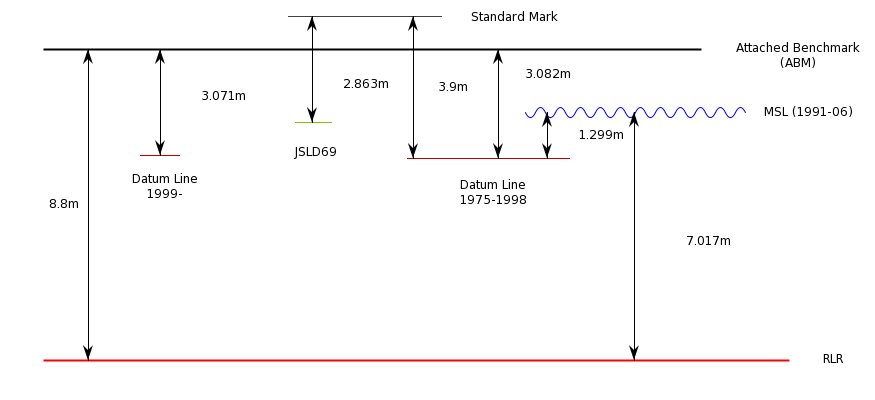 Standard Mark
Attached Benchmark
(ABM)
3.082m
2.863m
3.9m
3.071m
MSL (1991-06)
1.299m
JSLD69
Datum Line
1999-
Datum Line
1975-1998
8.8m
7.017m
RLR